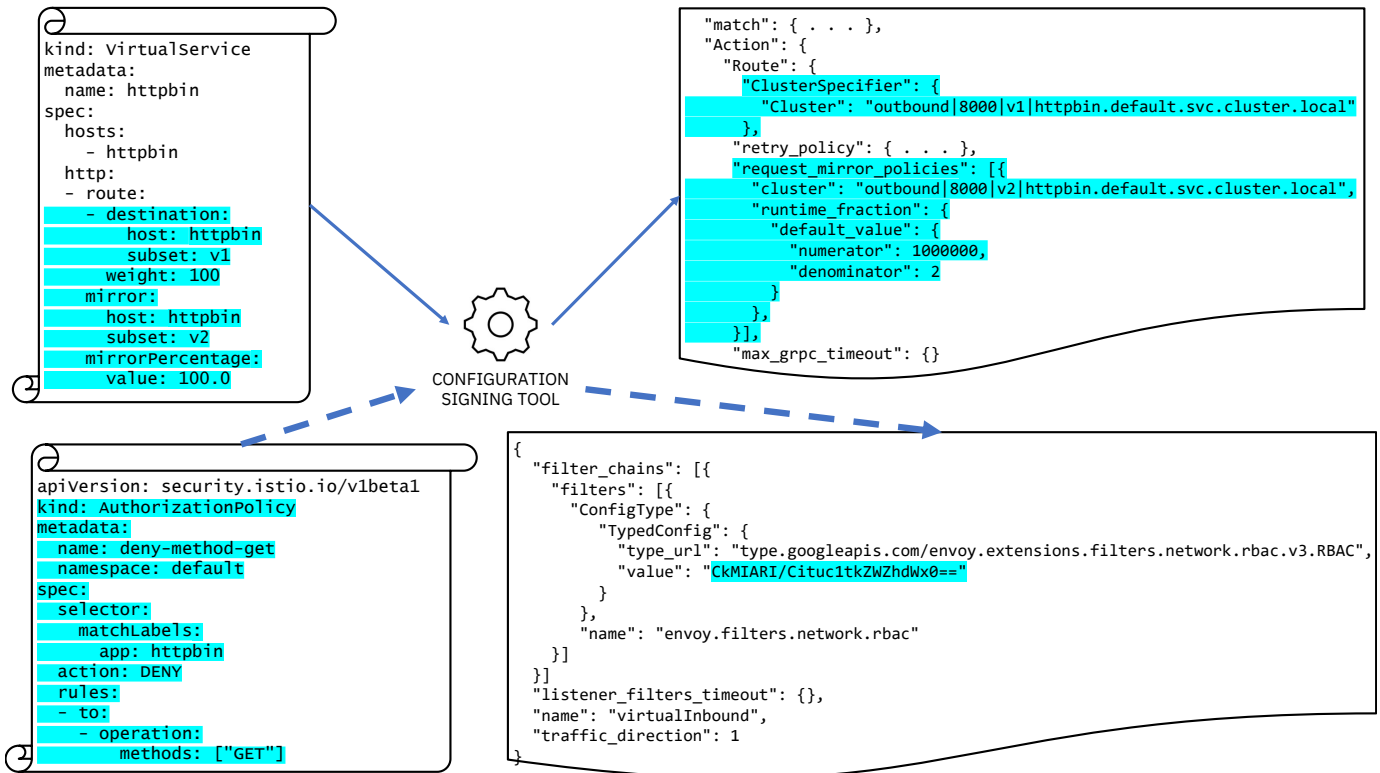 kind: VirtualService
metadata:
  name: httpbin
spec:
  hosts:
    - httpbin
  http:
  - route:
    - destination:
        host: httpbin
        subset: v1
      weight: 100
    mirror:
      host: httpbin
      subset: v2
    mirrorPercentage:
      value: 100.0
"match": { . . . },
"Action": {
  "Route": {
    "ClusterSpecifier": {
      "Cluster": "outbound|8000|v1|httpbin.default.svc.cluster.local"
    },
    "retry_policy": { . . . },
    "request_mirror_policies": [{
      "cluster": "outbound|8000|v2|httpbin.default.svc.cluster.local",
      "runtime_fraction": {
        "default_value": {
          "numerator": 1000000,
          "denominator": 2
        }
      },
    }],
    "max_grpc_timeout": {}
CONFIGURATION
SIGNING TOOL
apiVersion: security.istio.io/v1beta1
kind: AuthorizationPolicy
metadata:
  name: deny-method-get
  namespace: default
spec:
  selector:
    matchLabels:
      app: httpbin
  action: DENY
  rules:
  - to:
    - operation:
        methods: ["GET"]
{
  "filter_chains": [{
    "filters": [{
      "ConfigType": {
        "TypedConfig": {
          "type_url": "type.googleapis.com/envoy.extensions.filters.network.rbac.v3.RBAC",
          "value": "CkMIARI/Cituc1tkZWZhdWx0=="
        }
      },
      "name": "envoy.filters.network.rbac"
    }]
  }]
  "listener_filters_timeout": {},
  "name": "virtualInbound",
  "traffic_direction": 1
}